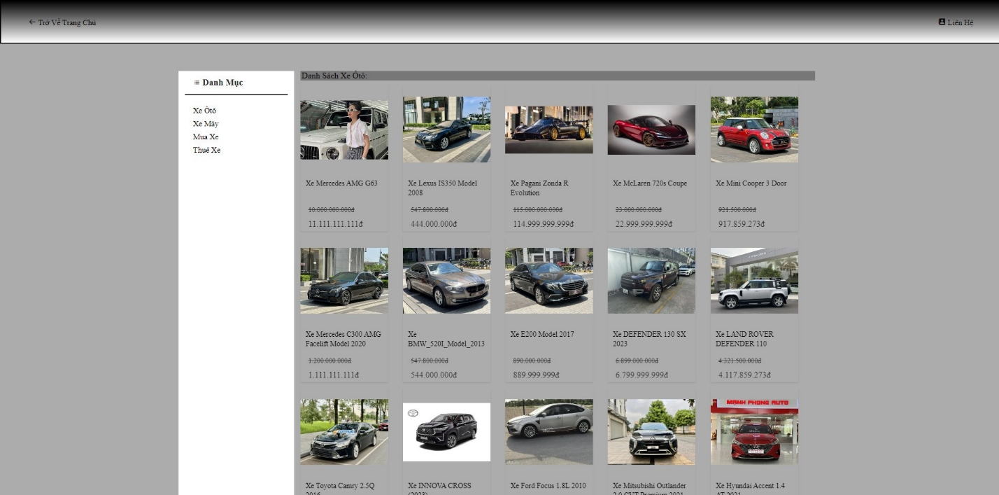 Trở Về Trang Chủ
Liên Hệ
Danh Mục
Xe Ôtô
Xe Máy
Mua Xe
Thuê Xe
Danh Sách Xe Ôtô:
Xe Mercedes AMG G63
10.000.000.000đ
11.111.111.111đ
Xe Lexus IS350 Model
2008
547.800.000đ
444.000.000đ
Xe Pagani Zonda R
Evolution
115.000.000.000đ
114.999.999.999đ
Xe McLaren 720s Coupe
23.000.000.000đ
22.999.999.999đ
Xe Mini Cooper 3 Door
921.500.000đ
917.859.273đ
Xe Mercedes C300 AMG
Facelift Model 2020
1.200.000.000đ
1.111.111.111đ
Xe
BMW_520I_Model_2013
547.800.000đ
544.000.000đ
Xe E200 Model 2017
890.000.000đ
889.999.999đ
Xe DEFENDER 130 SX
2023
6.899.000.000đ
6.799.999.999đ
Xe LAND ROVER
DEFENDER 110
4.321.500.000đ
4.117.859.273đ
MẠNH PHONG AUTO
Xe Toyota Camry 2.5Q
2016
Xe INNOVA CROSS
(2023)
Xe Ford Focus 1.8L 2010
Xe Mitsubishi Outlander
2.0 CVT Premium 2021
Xe Hyundai Accent 1.4
AT 2021